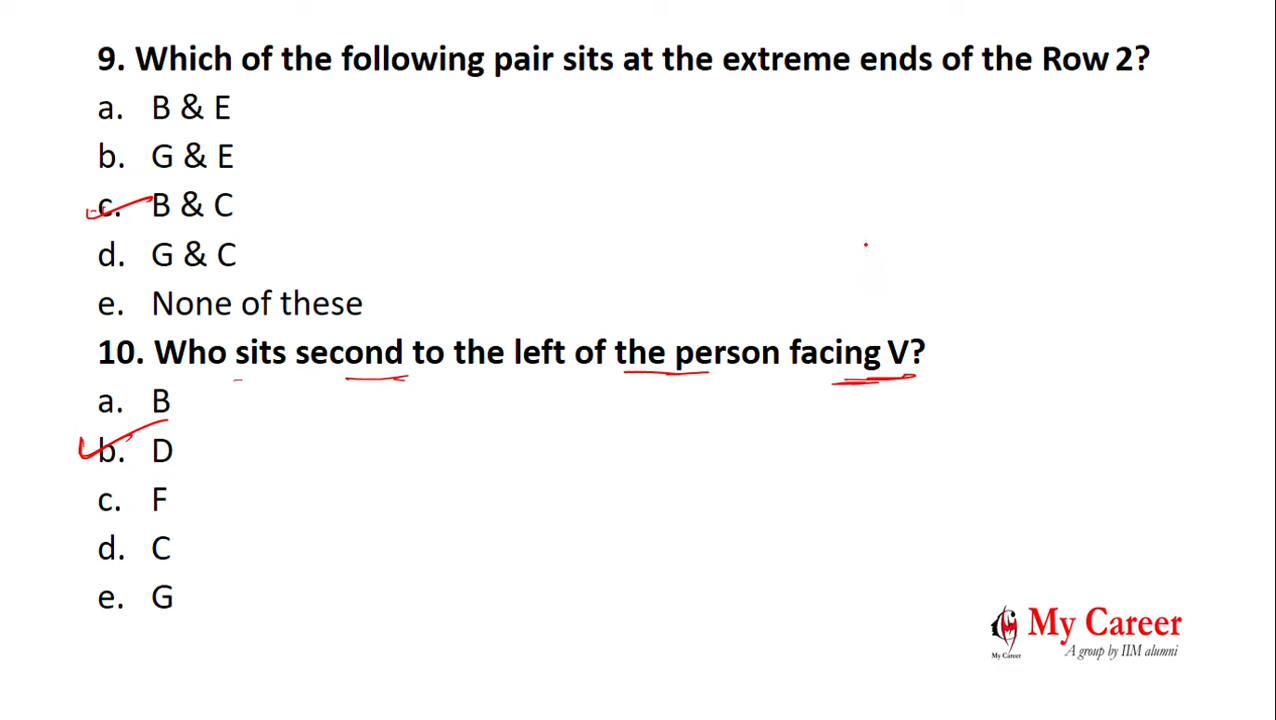 9. Which of the following pair sits at the extreme ends of the Row 2?
a. B & E
b. G & E
c. B & C
d. G & C
e. None of these
10. Who sits second to the left of the person facing V?
a. B
b. D
c. F
d. C
e. G
My Career
A group by IIM alumni
My Career